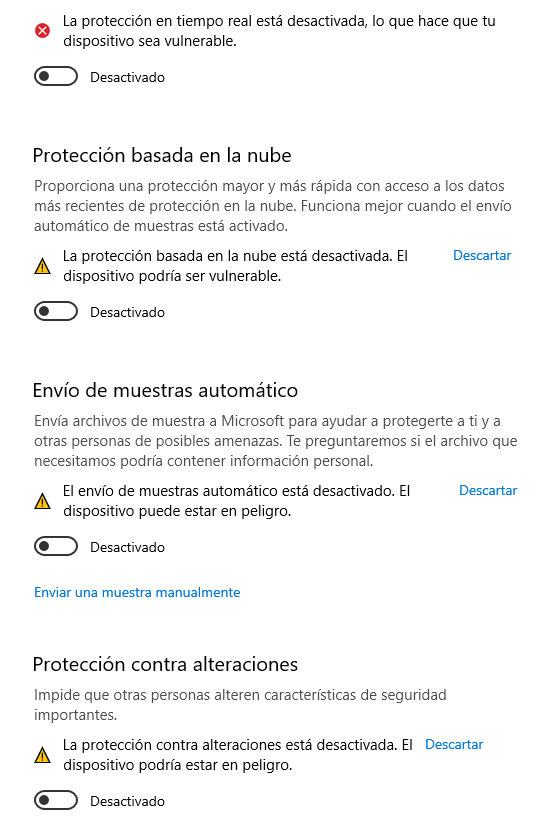 La protección en tiempo real está desactivada, lo que hace que tu
dispositivo sea vulnerable.
Desactivado
Protección basada en la nube
Proporciona una protección mayor y más rápida con acceso a los datos
más recientes de protección en la nube. Funciona mejor cuando el envío
automático de muestras está activado.
La protección basada en la nube está desactivada. El
dispositivo podría ser vulnerable.
Descartar
Desactivado
Envío de muestras automático
Envía archivos de muestra a Microsoft para ayudar a protegerte a ti y a
otras personas de posibles amenazas. Te preguntaremos si el archivo que
necesitamos podría contener información personal.
El envío de muestras automático está desactivado. El
dispositivo puede estar en peligro.
Descartar
Desactivado
Enviar una muestra manualmente
Protección contra alteraciones
Impide que otras personas alteren características de seguridad
importantes.
La protección contra alteraciones está desactivada. El
dispositivo podría estar en peligro.
Descartar
Desactivado